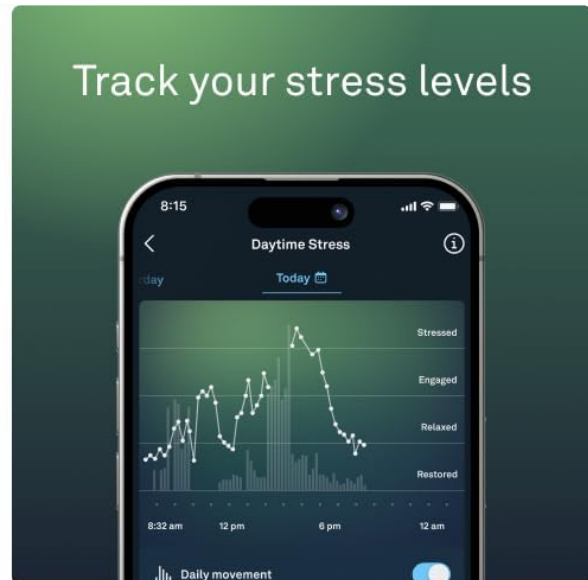 Track your stress levels
8:15
Daytime Stress
rday
Today
Stressed
Engaged
Relaxed
Restored
8:32 am 12 pm 6 pm 12 am
Daily movement